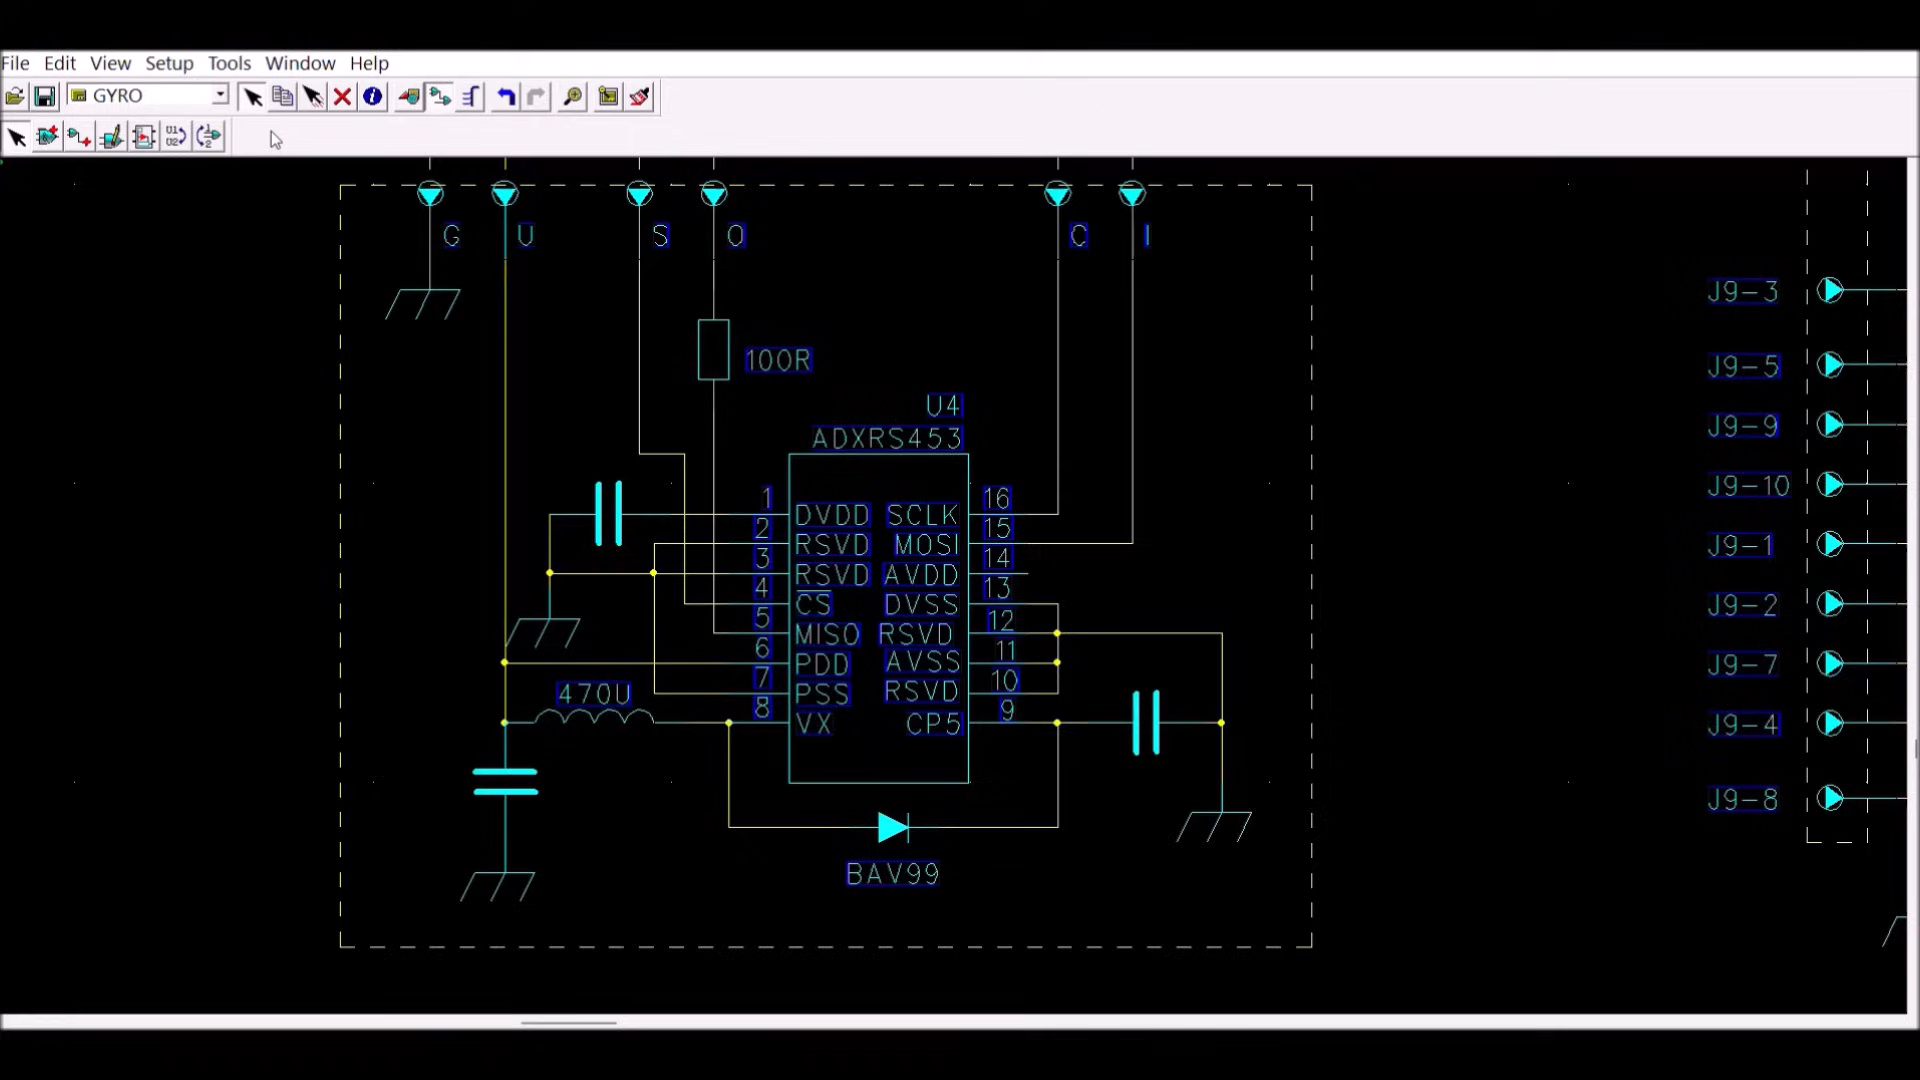 File Edit View Setup Tools Window Help
GYRO
U1
U2
2
G U S O C I
100R
U4
ADXRS453
1 DVDD SCLK 16
2 RSVD MOSI 15
3 RSVD AVDD 14
4 CS DVSS 13
5 MISO RSVD 12
6 PDD AVSS 11
7 PSS RSVD 10
8 VX CP5 9
470U
BAV99
J9-3
J9-5
J9-9
J9-10
J9-1
J9-2
J9-7
J9-4
J9-8